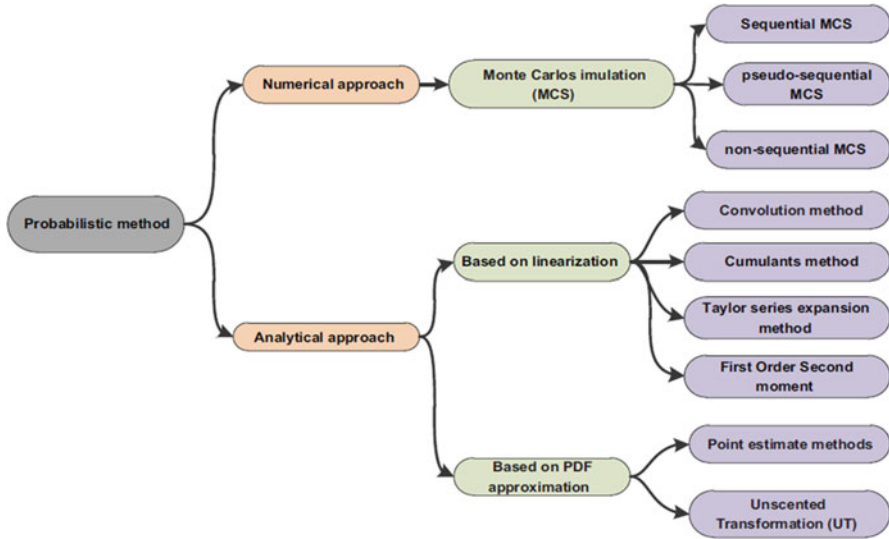 Sequential MCS
Numerical approach
Monte Carlos imulation
(MCS)
pseudo-sequential
MCS
non-sequential MCS
Probabilistic method
Convolution method
Based on linearization
Cumulants method
Taylor series expansion
method
Analytical approach
First Order Second
moment
Point estimate methods
Based on PDF
approximation
Unscented
Transformation (UT)